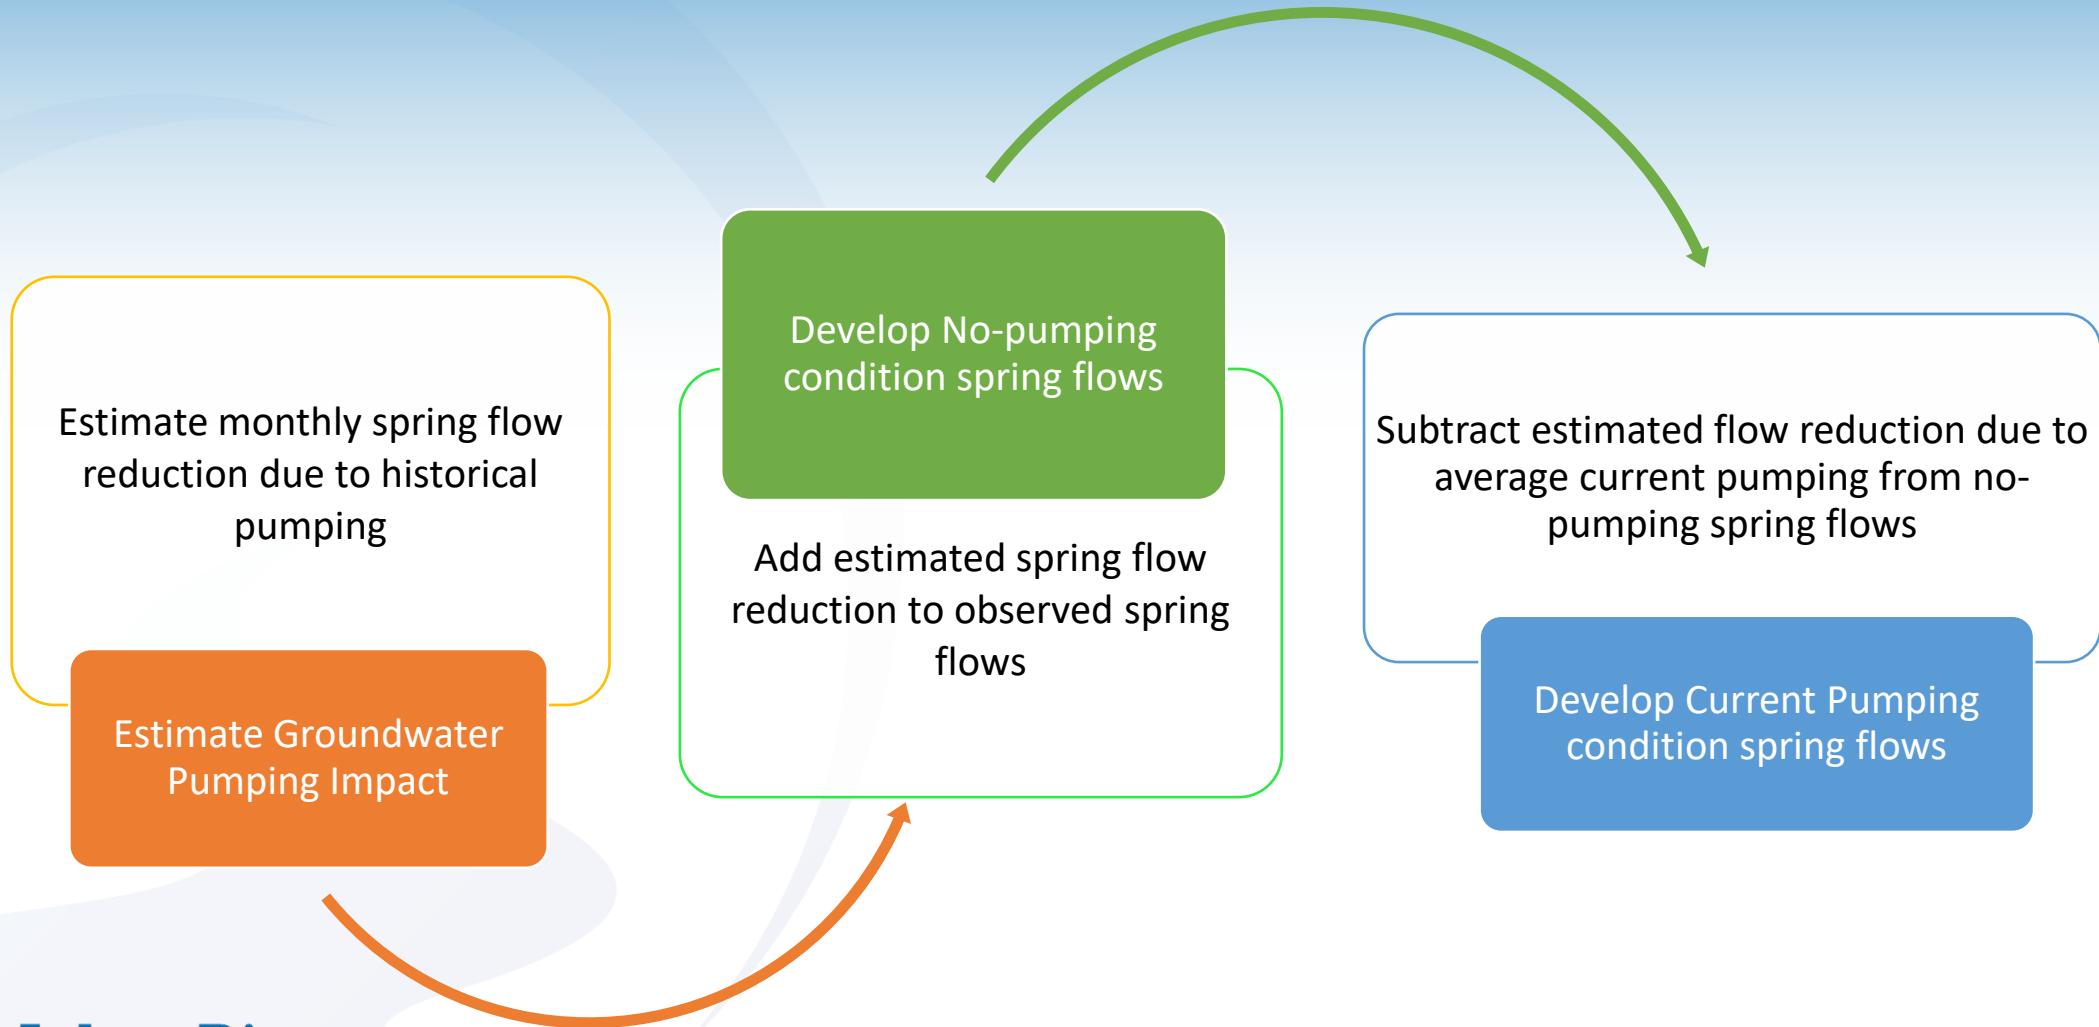 Estimate monthly spring flow
reduction due to historical
pumping
Estimate Groundwater
Pumping Impact
Develop No-pumping
condition spring flows
Add estimated spring flow
reduction to observed spring
flows
Subtract estimated flow reduction due to
average current pumping from no-
pumping spring flows
Develop Current Pumping
condition spring flows